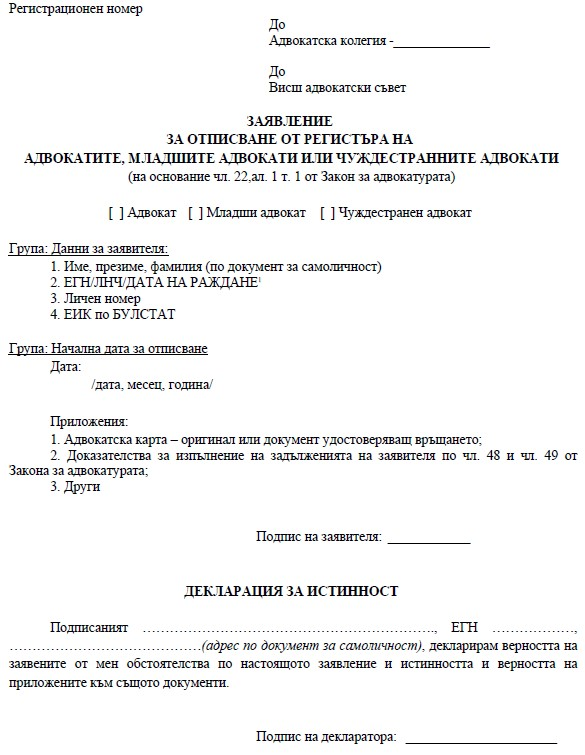 Регистрационен номер
До
Адвокатска колегия -_______________
До
Висш адвокатски съвет
ЗАЯВЛЕНИЕ
ЗА ОТПИСВАНЕ ОТ РЕГИСТЪРА НА
АДВОКАТИТЕ, МЛАДШИТЕ АДВОКАТИ ИЛИ ЧУЖДЕСТРАННИТЕ АДВОКАТИ
(на основание чл. 22,ал. 1 т. 1 от Закон за адвокатурата)
[ ] Адвокат [ ] Младши адвокат [ ] Чуждестранен адвокат
Група: Данни за заявителя:
1. Име, презиме, фамилия (по документ за самоличност)
2. ЕГН/ЛНЧ/ДАТА НА РАЖДАНЕ¹
3. Личен номер
4. ЕИК по БУЛСТАТ
Група: Начална дата за отписване
Дата:
/дата, месец, година/
Приложения:
1. Адвокатска карта – оригинал или документ удостоверяващ връщането;
2. Доказателства за изпълнение на задълженията на заявителя по чл. 48 и чл. 49 от
Закона за адвокатурата;
3. Други
Подпис на заявителя: _____________
ДЕКЛАРАЦИЯ ЗА ИСТИННОСТ
Подписаният …………………………………………………….., ЕГН ………………,
……………………………………(адрес по документ за самоличност), декларирам верността на
заявените от мен обстоятелства по настоящото заявление и истинността и верността на
приложените към същото документи.
Подпис на декларатора: ________________________